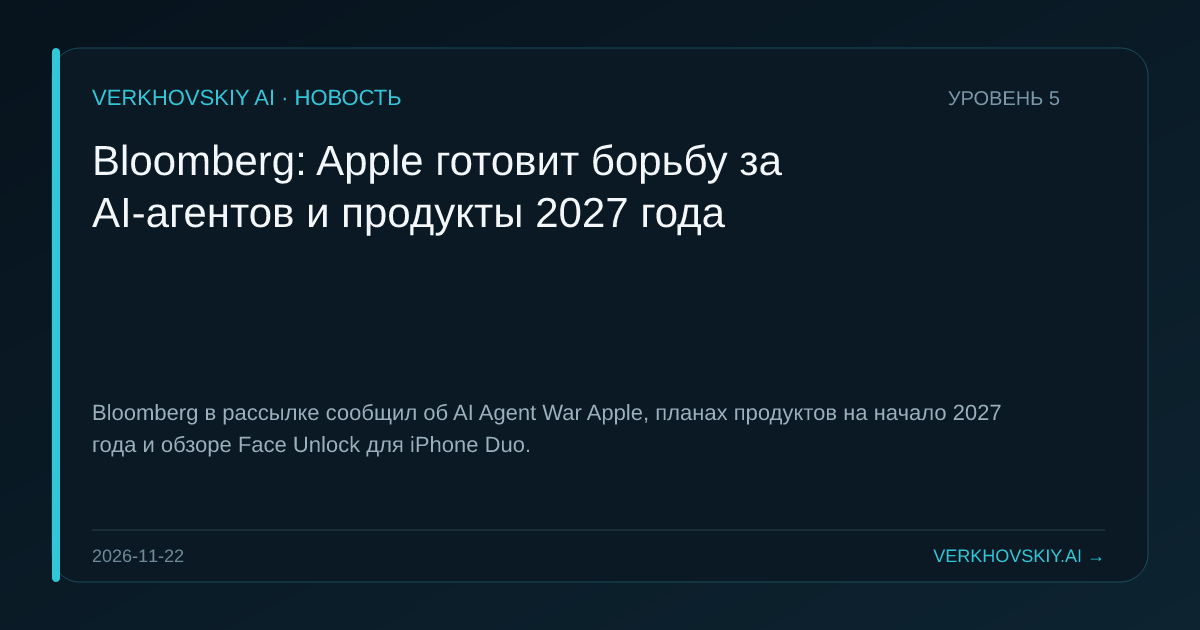 VERKHOVSKIY AI · НОВОСТЬ
УРОВЕНЬ 5
Bloomberg: Apple готовит борьбу за
AI-агентов и продукты 2027 года
Bloomberg в рассылке сообщил об AI Agent War Apple, планах продуктов на начало 2027
года и обзоре Face Unlock для iPhone Duo.
2026-11-22
VERKHOVSKIY.AI →